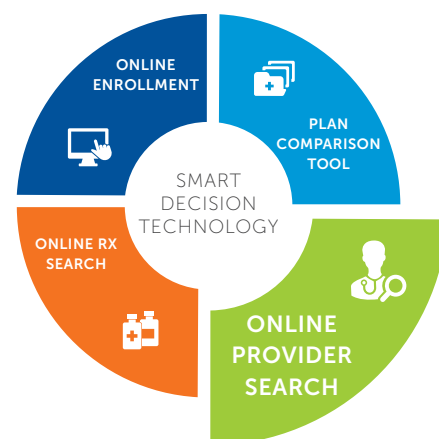 ONLINE
ENROLLMENT
PLAN
COMPARISON
TOOL
SMART
DECISION
TECHNOLOGY
ONLINE RX
SEARCH
ONLINE
PROVIDER
SEARCH